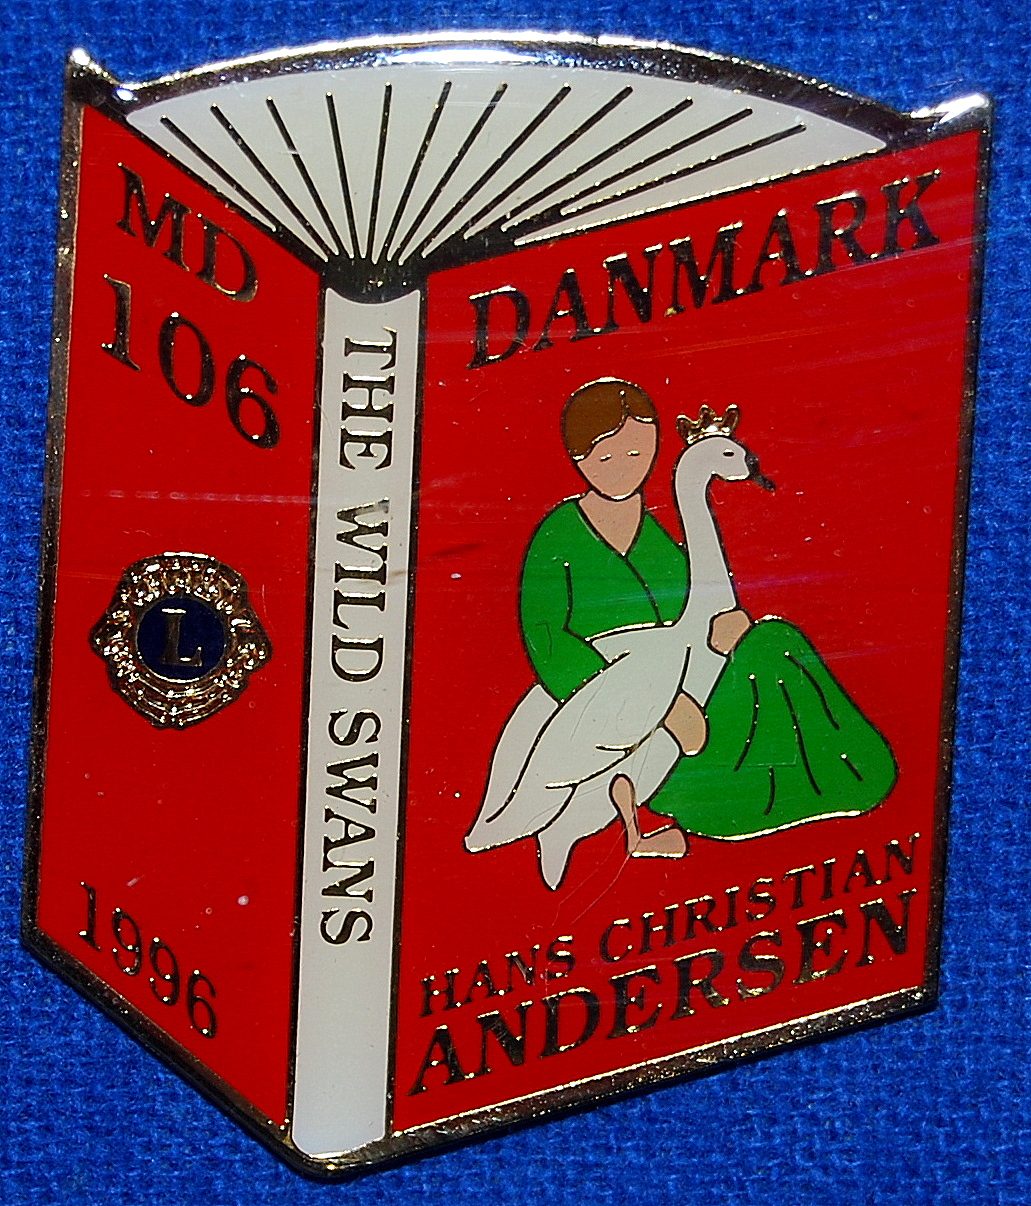 MD
106
L
1996
THE WILD SWANS
DANMARK
HANS CHRISTIAN
ANDERSEN